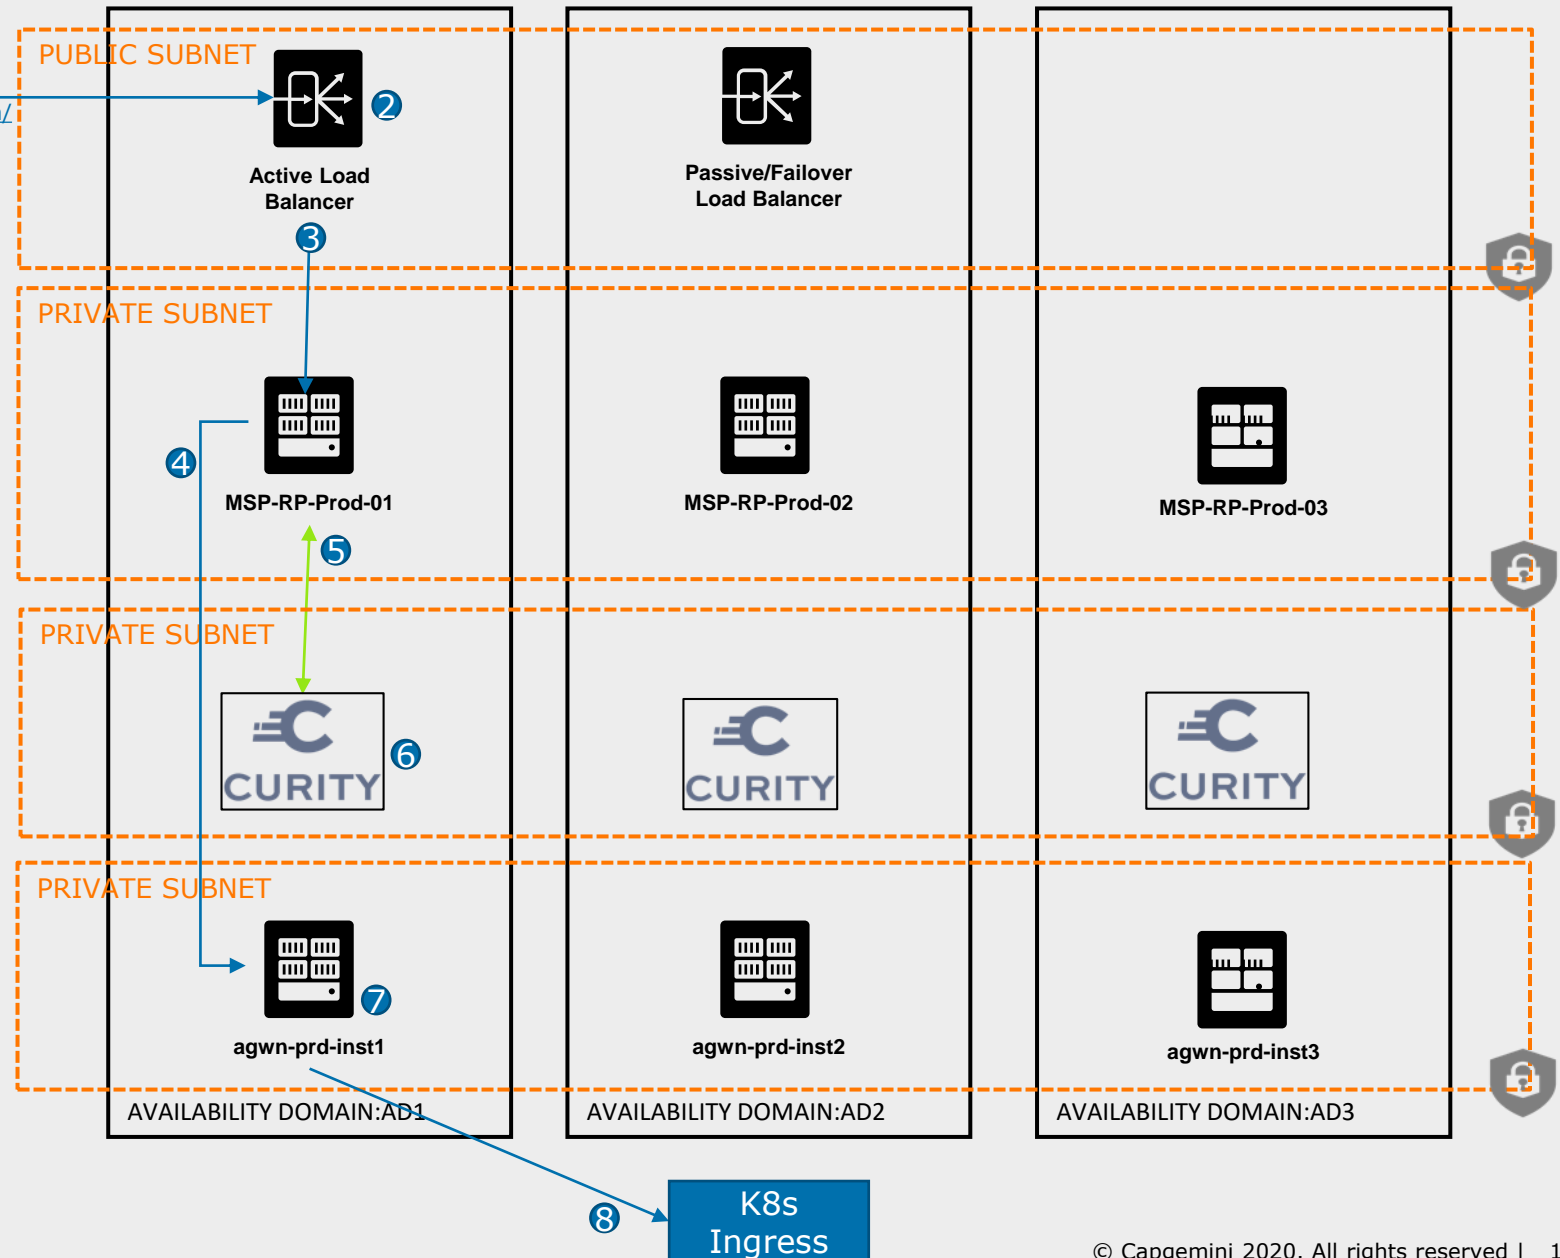 PUBLIC SUBNET
/
2
Active Load
Balancer
Passive/Failover
Load Balancer
3
PRIVATE SUBNET
4
MSP-RP-Prod-01
MSP-RP-Prod-02
MSP-RP-Prod-03
5
PRIVATE SUBNET
CURITY
6
CURITY
CURITY
PRIVATE SUBNET
7
agwn-prd-inst1
agwn-prd-inst2
agwn-prd-inst3
AVAILABILITY DOMAIN:AD1
AVAILABILITY DOMAIN:AD2
AVAILABILITY DOMAIN:AD3
8
K8s
Ingress
© Capgemini 2020. All rights reserved | 1